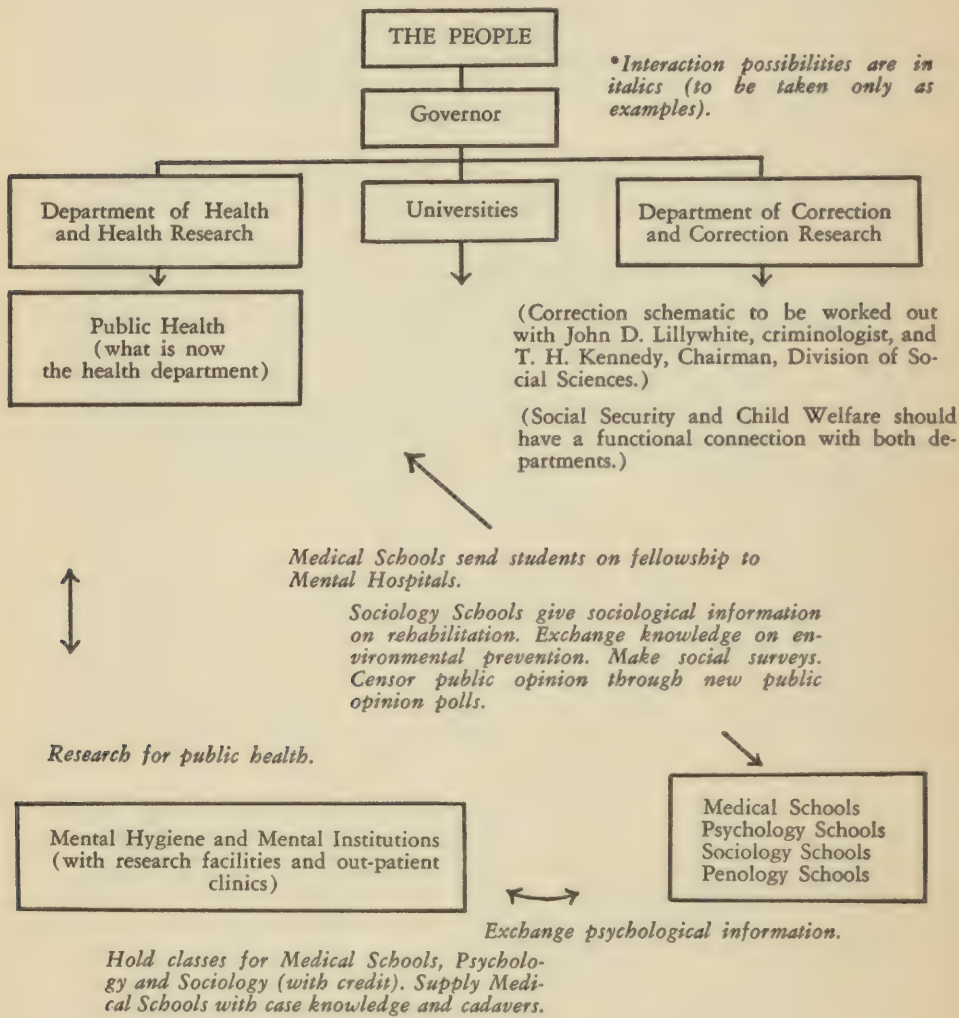 THE PEOPLE
*Interaction possibilities are in
italics (to be taken only as
examples).
Governor
Department of Health
and Health Research
Universities
Department of Correction
and Correction Research
Public Health
(what is now
the health department)
(Correction schematic to be worked out
with John D. Lillywhite, criminologist, and
T. H. Kennedy, Chairman, Division of So-
cial Sciences.)
(Social Security and Child Welfare should
have a functional connection with both de-
partments.)
Medical Schools send students on fellowship to
Mental Hospitals.
Sociology Schools give sociological information
on rehabilitation. Exchange knowledge on en-
vironmental prevention. Make social surveys.
Censor public opinion through new public
opinion polls.
Research for public health.
Mental Hygiene and Mental Institutions
(with research facilities and out-patient
clinics)
Medical Schools
Psychology Schools
Sociology Schools
Penology Schools
Exchange psychological information.
Hold classes for Medical Schools, Psycholo-
gy and Sociology (with credit). Supply Medi-
cal Schools with case knowledge and cadavers.